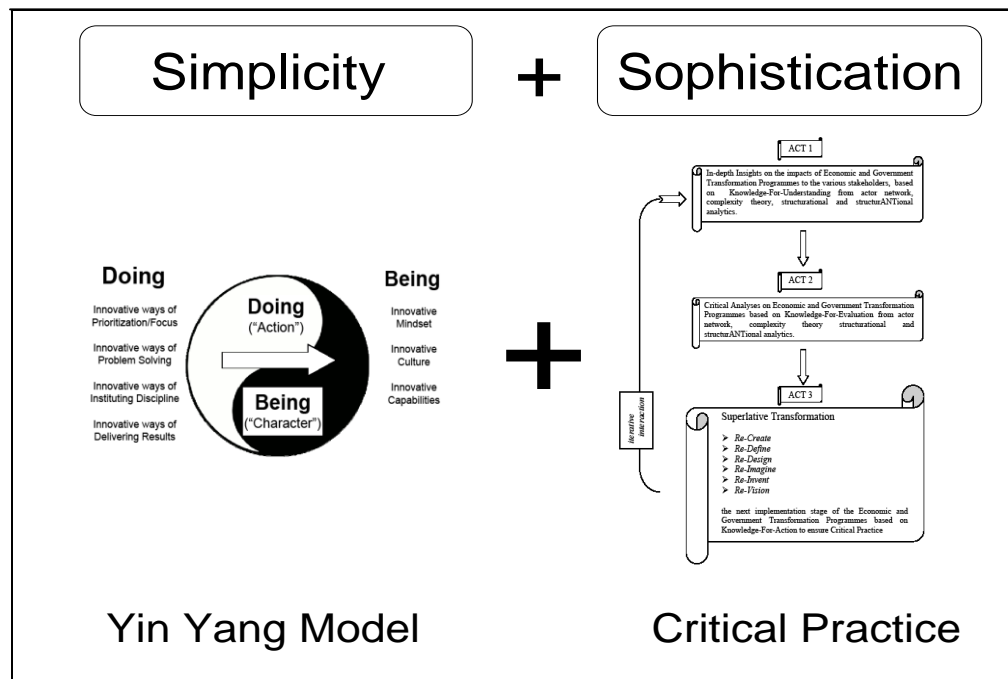 Simplicity
+
Sophistication
Doing
Innovative ways of
Prioritization/Focus
Innovative ways of
Problem Solving
Innovative ways of
Instituting Discipline
Innovative ways of
Delivering Results
Doing
("Action")
Being
("Character")
Being
Innovative
Mindset
Innovative
Culture
Innovative
Capabilities
Yin Yang Model
+
ACT 1
In-depth Insights on the impacts of Economic and Government
Transformation Programmes to the various stakeholders, based
on Knowledge-For-Understanding from actor network,
complexity theory, structurational and structurANTional
analytics.
ACT 2
Critical Analyses on Economic and Government Transformation
Programmes based on Knowledge-For-Evaluation from actor
network, complexity theory structurational and
structurANTional analytics.
ACT 3
Superlative Transformation
➤ Re-Create
➤ Re-Define
➤ Re-Design
➤ Re-Imagine
➤ Re-Invent
➤ Re-Vision
the next implementation stage of the Economic and
Government Transformation Programmes based on
Knowledge-For-Action to ensure Critical Practice
iterative
interaction
Critical Practice